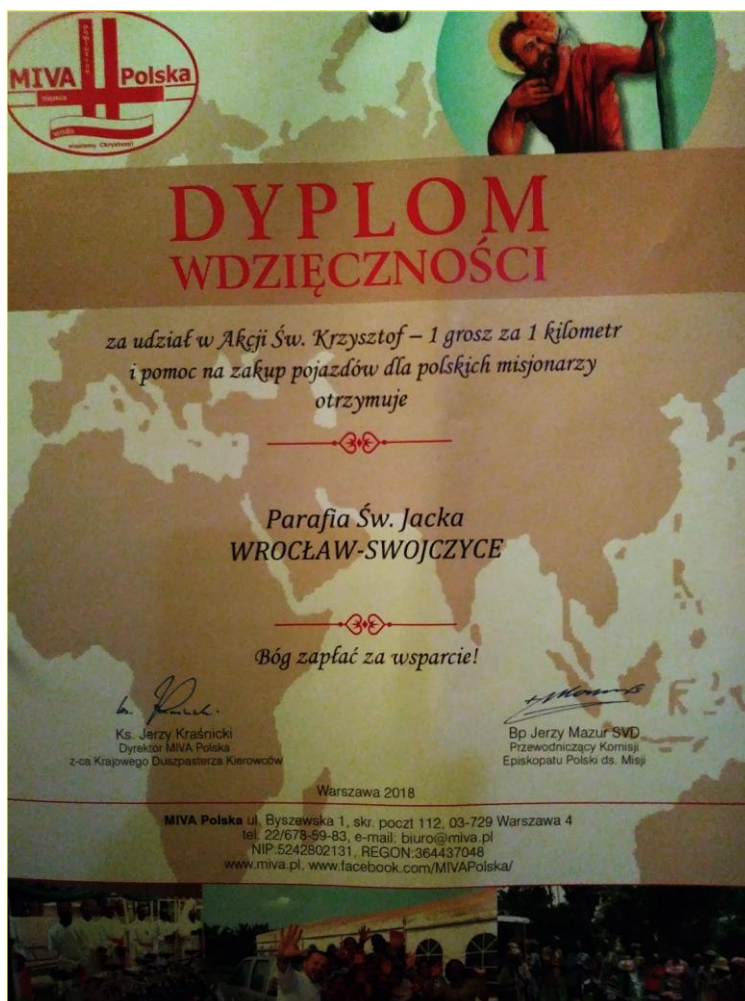 MIVA Polska
ziemia
woda
niesiemy Chrystusa!
DYPLOM
WDZIĘCZNOŚCI
za udział w Akcji Św. Krzysztof – 1 grosz za 1 kilometr
i pomoc na zakup pojazdów dla polskich misjonarzy
otrzymuje
Parafia Św. Jacka
WROCŁAW-SWOJCZYCE
Bóg zapłać za wsparcie!
Ks. Jerzy Kraśnicki
Dyrektor MIVA Polska
z-ca Krajowego Duszpasterza Kierowców
Bp Jerzy Mazur SVD
Przewodniczący Komisji
Episkopatu Polski ds. Misji
Warszawa 2018
MIVA Polska ul. Byszewska 1, skr. poczt 112, 03-729 Warszawa 4
tel. 22/678-59-83, e-mail: biuro@miva.pl
NIP:5242802131, REGON:364437048
www.miva.pl, www.facebook.com/MIVAPolska/